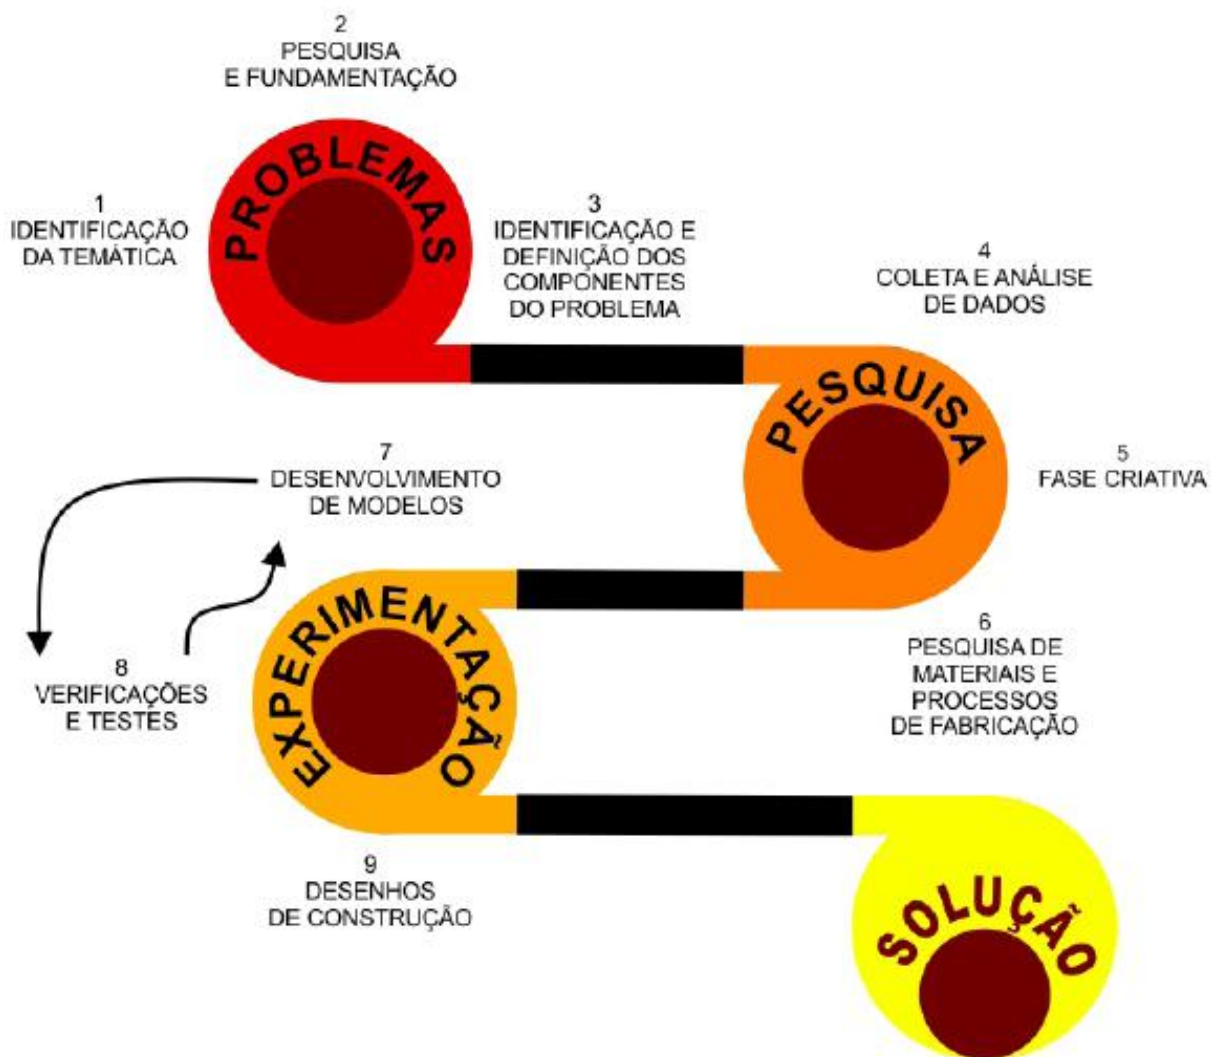 2
PESQUISA
E FUNDAMENTAÇÃO
PROBLEMAS
1
IDENTIFICAÇÃO
DA TEMÁTICA
3
IDENTIFICAÇÃO E
DEFINIÇÃO DOS
COMPONENTES
DO PROBLEMA
4
COLETA E ANÁLISE
DE DADOS
PESQUISA
5
FASE CRIATIVA
7
DESENVOLVIMENTO
DE MODELOS
EXPERIMENTAÇÃO
6
PESQUISA DE
MATERIAIS E
PROCESSOS
DE FABRICAÇÃO
8
VERIFICAÇÕES
E TESTES
9
DESENHOS
DE CONSTRUÇÃO
SOLUÇÃO